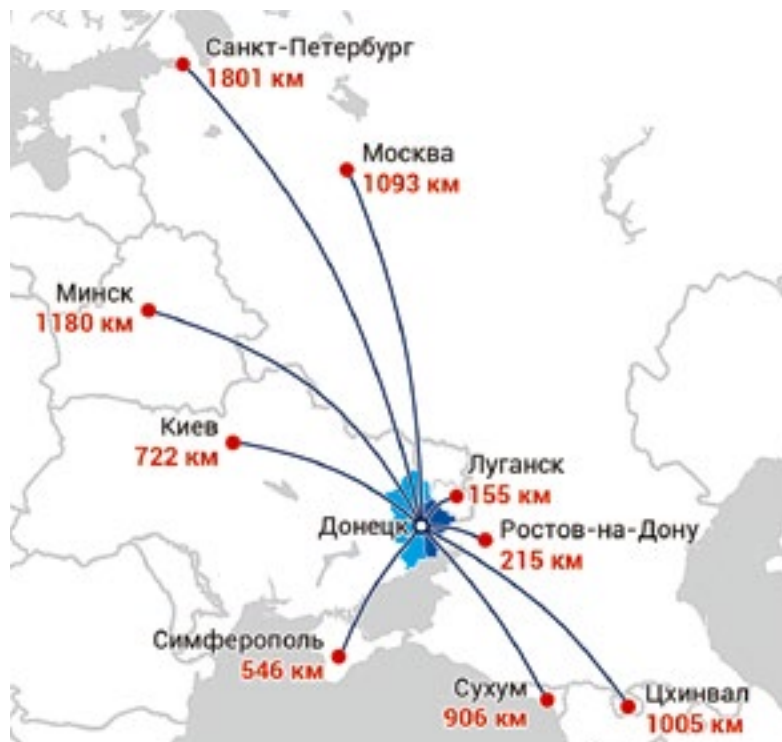 Санкт-Петербург
1801 км
Москва
1093 км
Минск
1180 км
Киев
722 км
Луганск
155 км
Донецк
Ростов-на-Дону
215 км
Симферополь
546 км
Сухум
906 км
Цхинвал
1005 км